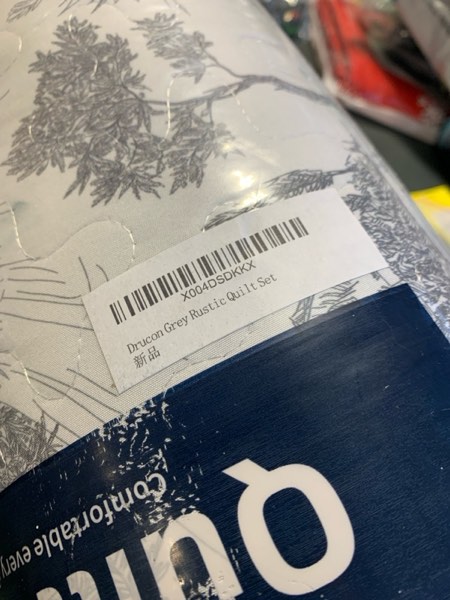 X004DSDKKX
Drucon Grey Rustic Quilt Set
新品
Quilt
Comfortable every